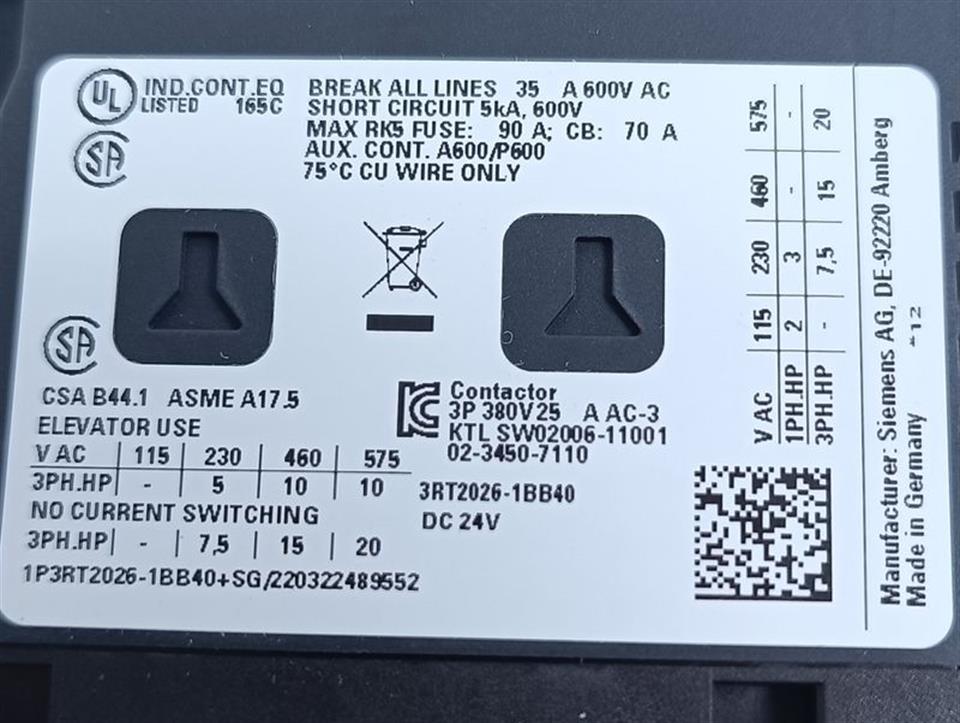 UL IND.CONT.EQ
LISTED 165C
SA
BREAK ALL LINES 35 A 600V AC
SHORT CIRCUIT 5kA, 600V
MAX RK5 FUSE: 90 A; CB: 70 A
AUX. CONT. A600/P600
75°C CU WIRE ONLY
SA
CSA B44.1 ASME A17.5
ELEVATOR USE
V AC | 115 | 230 | 460 | 575
3PH.HP | - | 5 | 10 | 10
NO CURRENT SWITCHING
3PH.HP | - | 7,5 | 15 | 20
1P3RT2026-1BB40+SG/220322489552
Contactor
3P 380V 25 A AC-3
KTL SW02006-11001
02-3450-7110
3RT2026-1BB40
DC 24V
V AC | 115 | 230 | 460 | 575
1PH.HP | 2 | 3 | - | -
3PH.HP | - | 7,5 | 15 | 20
Manufacturer: Siemens AG, DE-92220 Amberg
Made in Germany